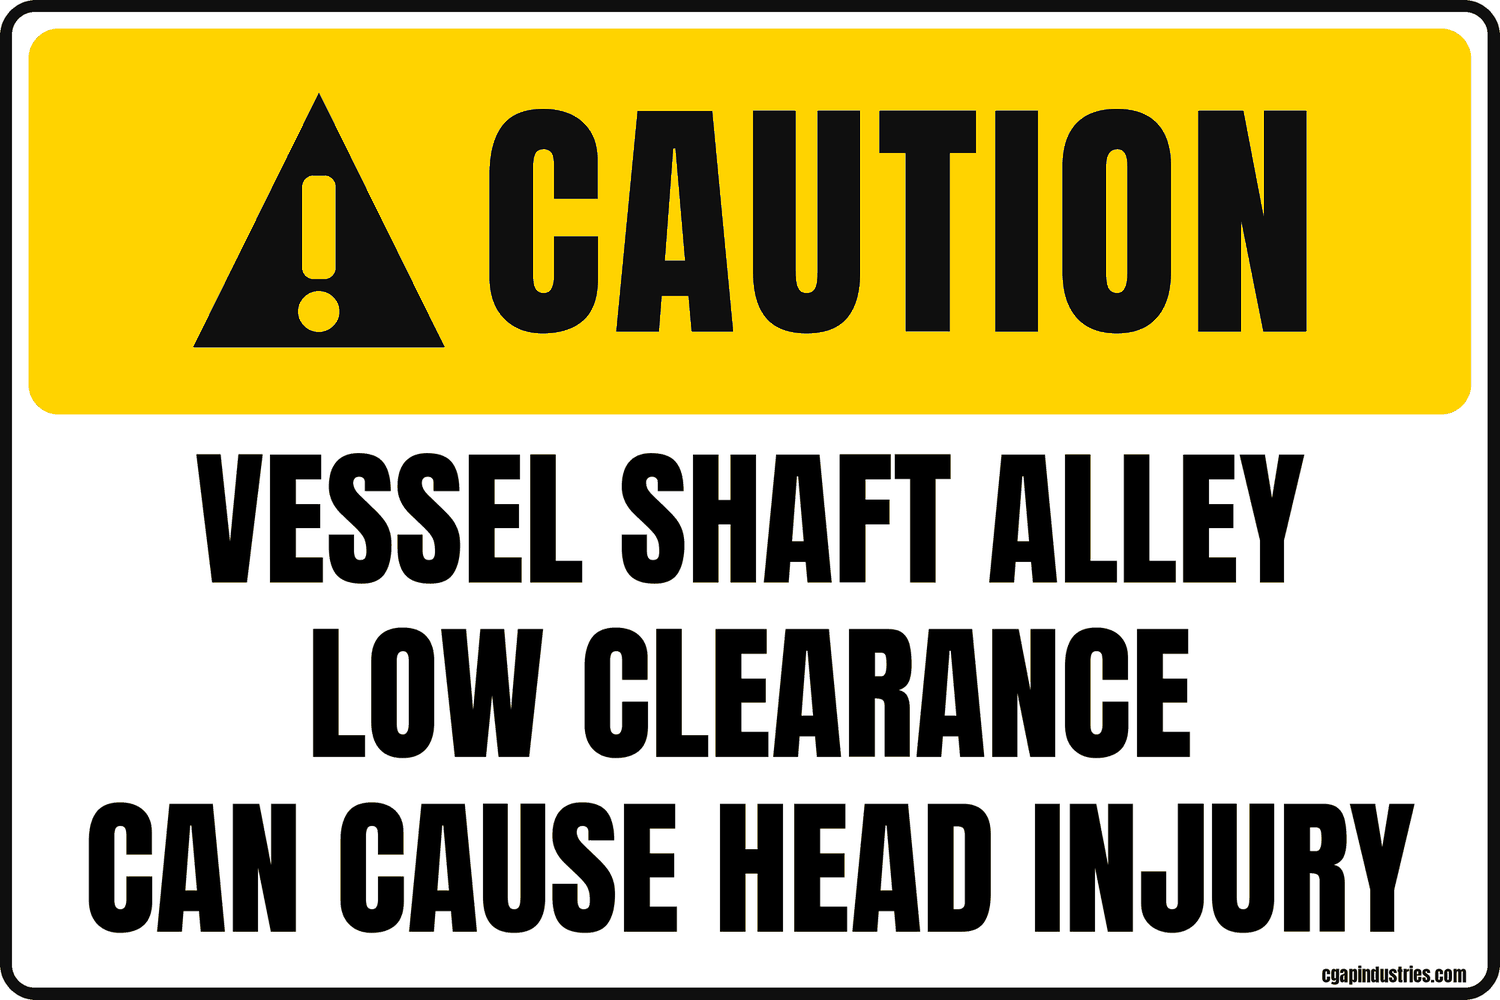 CAUTION
VESSEL SHAFT ALLEY
LOW CLEARANCE
CAN CAUSE HEAD INJURY
cgapindustries.com